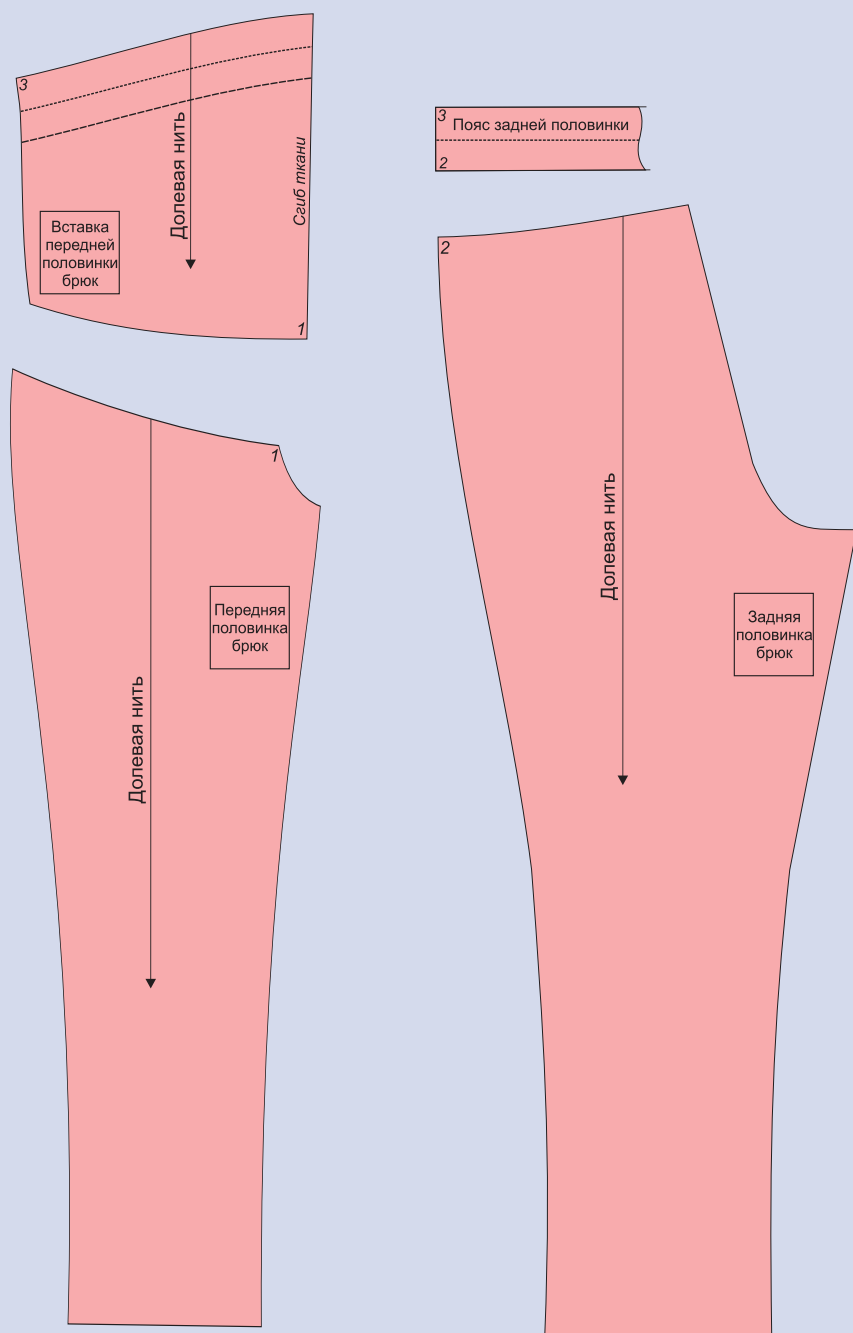 3
Долевая нить
Сгиб ткани
Вставка
передней
половинки
брюк
1
3
Пояс задней половинки
2
1
Долевая нить
Передняя
половинка
брюк
2
Долевая нить
Задняя
половинка
брюк